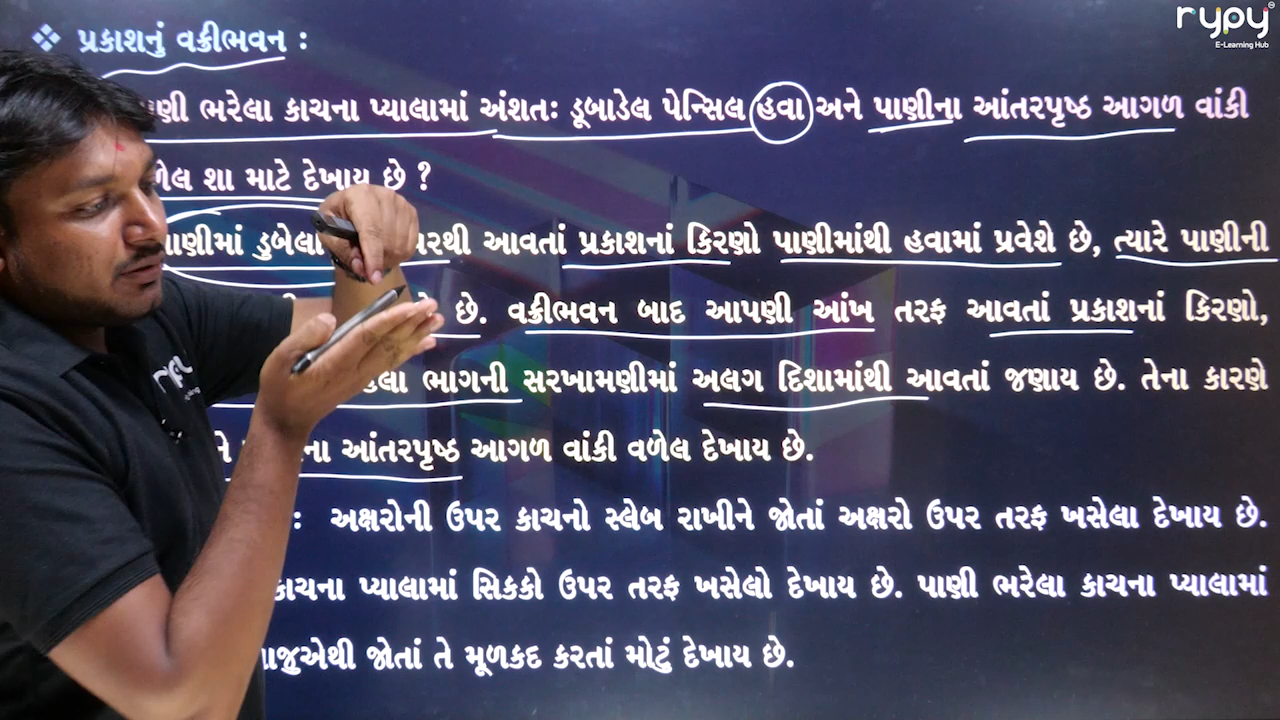 rypy
E-Learning Hub
❖ પ્રકાશનું વક્રીભવન :
ભરેલા કાચના પ્યાલામાં અંશતઃ ડૂબાડેલ પેન્સિલ હવા અને પાણીના આંતરપૃષ્ઠ આગળ વાંકી
શા માટે દેખાય છે ?
પાણીમાં ડુબેલા આવતાં પ્રકાશનાં કિરણો પાણીમાંથી હવામાં પ્રવેશે છે, ત્યારે પાણીની
છે. વક્રીભવન બાદ આપણી આંખ તરફ આવતાં પ્રકાશનાં કિરણો,
ભાગની સરખામણીમાં અલગ દિશામાંથી આવતાં જણાય છે. તેના કારણે
આંતરપૃષ્ઠ આગળ વાંકી વળેલ દેખાય છે.
: અક્ષરોની ઉપર કાચનો સ્લેબ રાખીને જોતાં અક્ષરો ઉપર તરફ ખસેલા દેખાય છે.
કાચના પ્યાલામાં સિક્કો ઉપર તરફ ખસેલો દેખાય છે. પાણી ભરેલા કાચના પ્યાલામાં
જોતાં તે મૂળકદ કરતાં મોટું દેખાય છે.